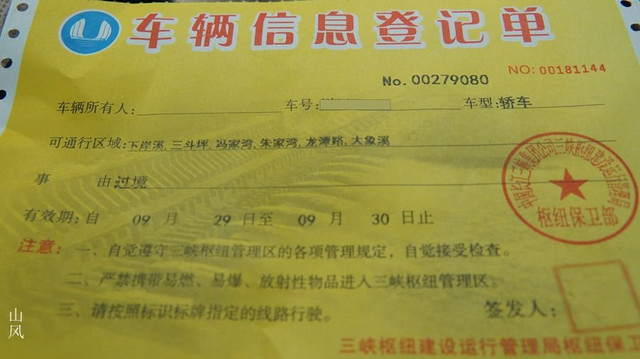 车辆信息登记单
No. 00279080
NO: 00181144
车辆所有人: 车号: 车型: 轿车
可通行区域: 下岸溪, 三斗坪, 冯家湾, 朱家湾, 龙潭路, 大象溪
事 由 过境
有效期: 自 09 月 29 日至 09 月 30 日止
注意: 一、自觉遵守三峡枢纽管理区的各项管理规定, 自觉接受检查。
二、严禁携带易燃、易爆、放射性物品进入三峡枢纽管理区。
三、请按照标识标牌指定的线路行驶。
签发人:
三峡枢纽建设运行管理局枢纽保卫
枢纽保卫部
山风